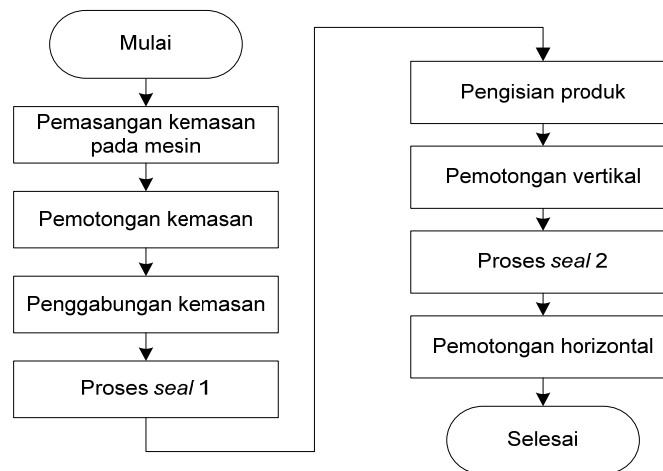 Mulai
Pemasangan kemasan
pada mesin
Pemotongan kemasan
Penggabungan kemasan
Proses seal 1
Pengisian produk
Pemotongan vertikal
Proses seal 2
Pemotongan horizontal
Selesai